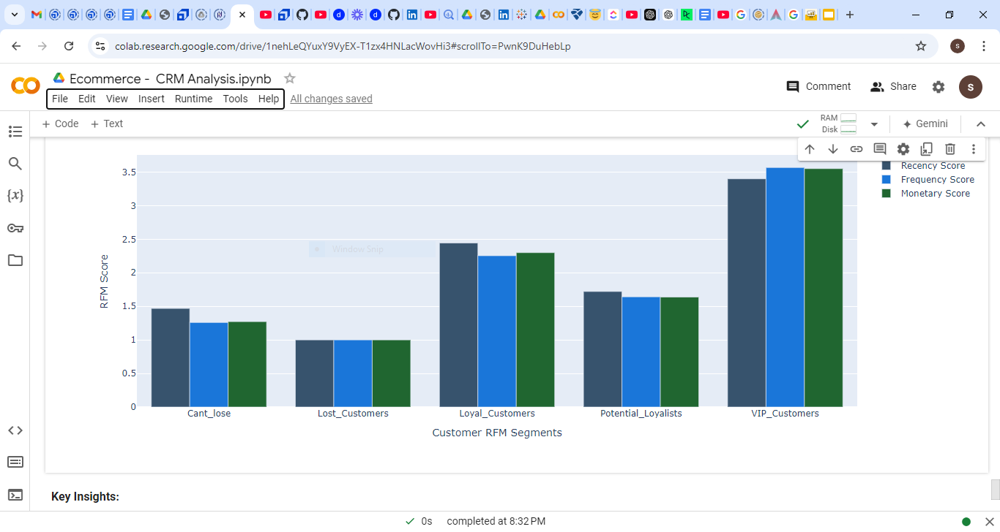 colab.research.google.com/drive/1nehLeQYuxY9VyEX-T1zx4HNLacWovHi3#scrollTo=PwnK9DuHebLp
S
Ecommerce - CRM Analysis.ipynb
File Edit View Insert Runtime Tools Help All changes saved
Comment
Share
S
+ Code + Text
RAM
Disk
Gemini
Recency Score
Frequency Score
Monetary Score
3.5
3
2.5
2
1.5
1
0.5
0
RFM Score
Window Snip
Cant_lose Lost_Customers Loyal_Customers Potential_Loyalists VIP_Customers
Customer RFM Segments
Key Insights:
0s completed at 8:32 PM